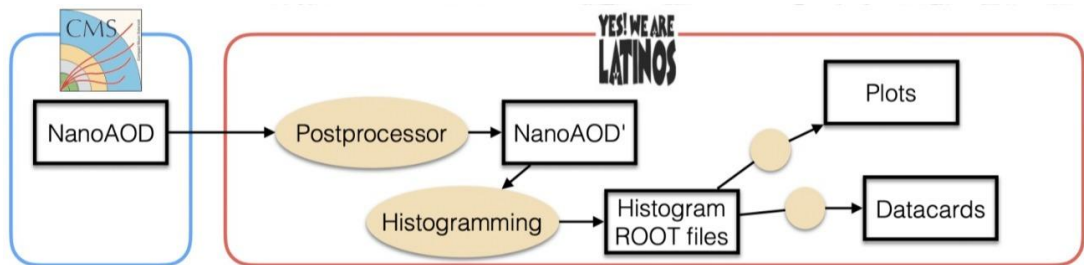 CMS
YES! WE ARE
LATINOS
NanoAOD
Postprocessor
NanoAOD'
Plots
Histogramming
Histogram
ROOT files
Datacards